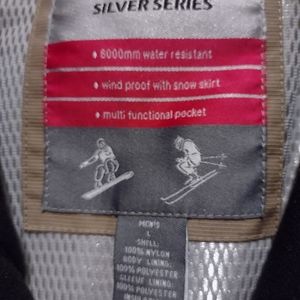 SILVER SERIES
• 8000mm water resistant
• wind proof with snow skirt
• multi functional pocket
MEN'S
L
SHELL:
100% NYLON
BODY LINING:
100% POLYESTER
SLEEVE LINING:
100% POLYESTER